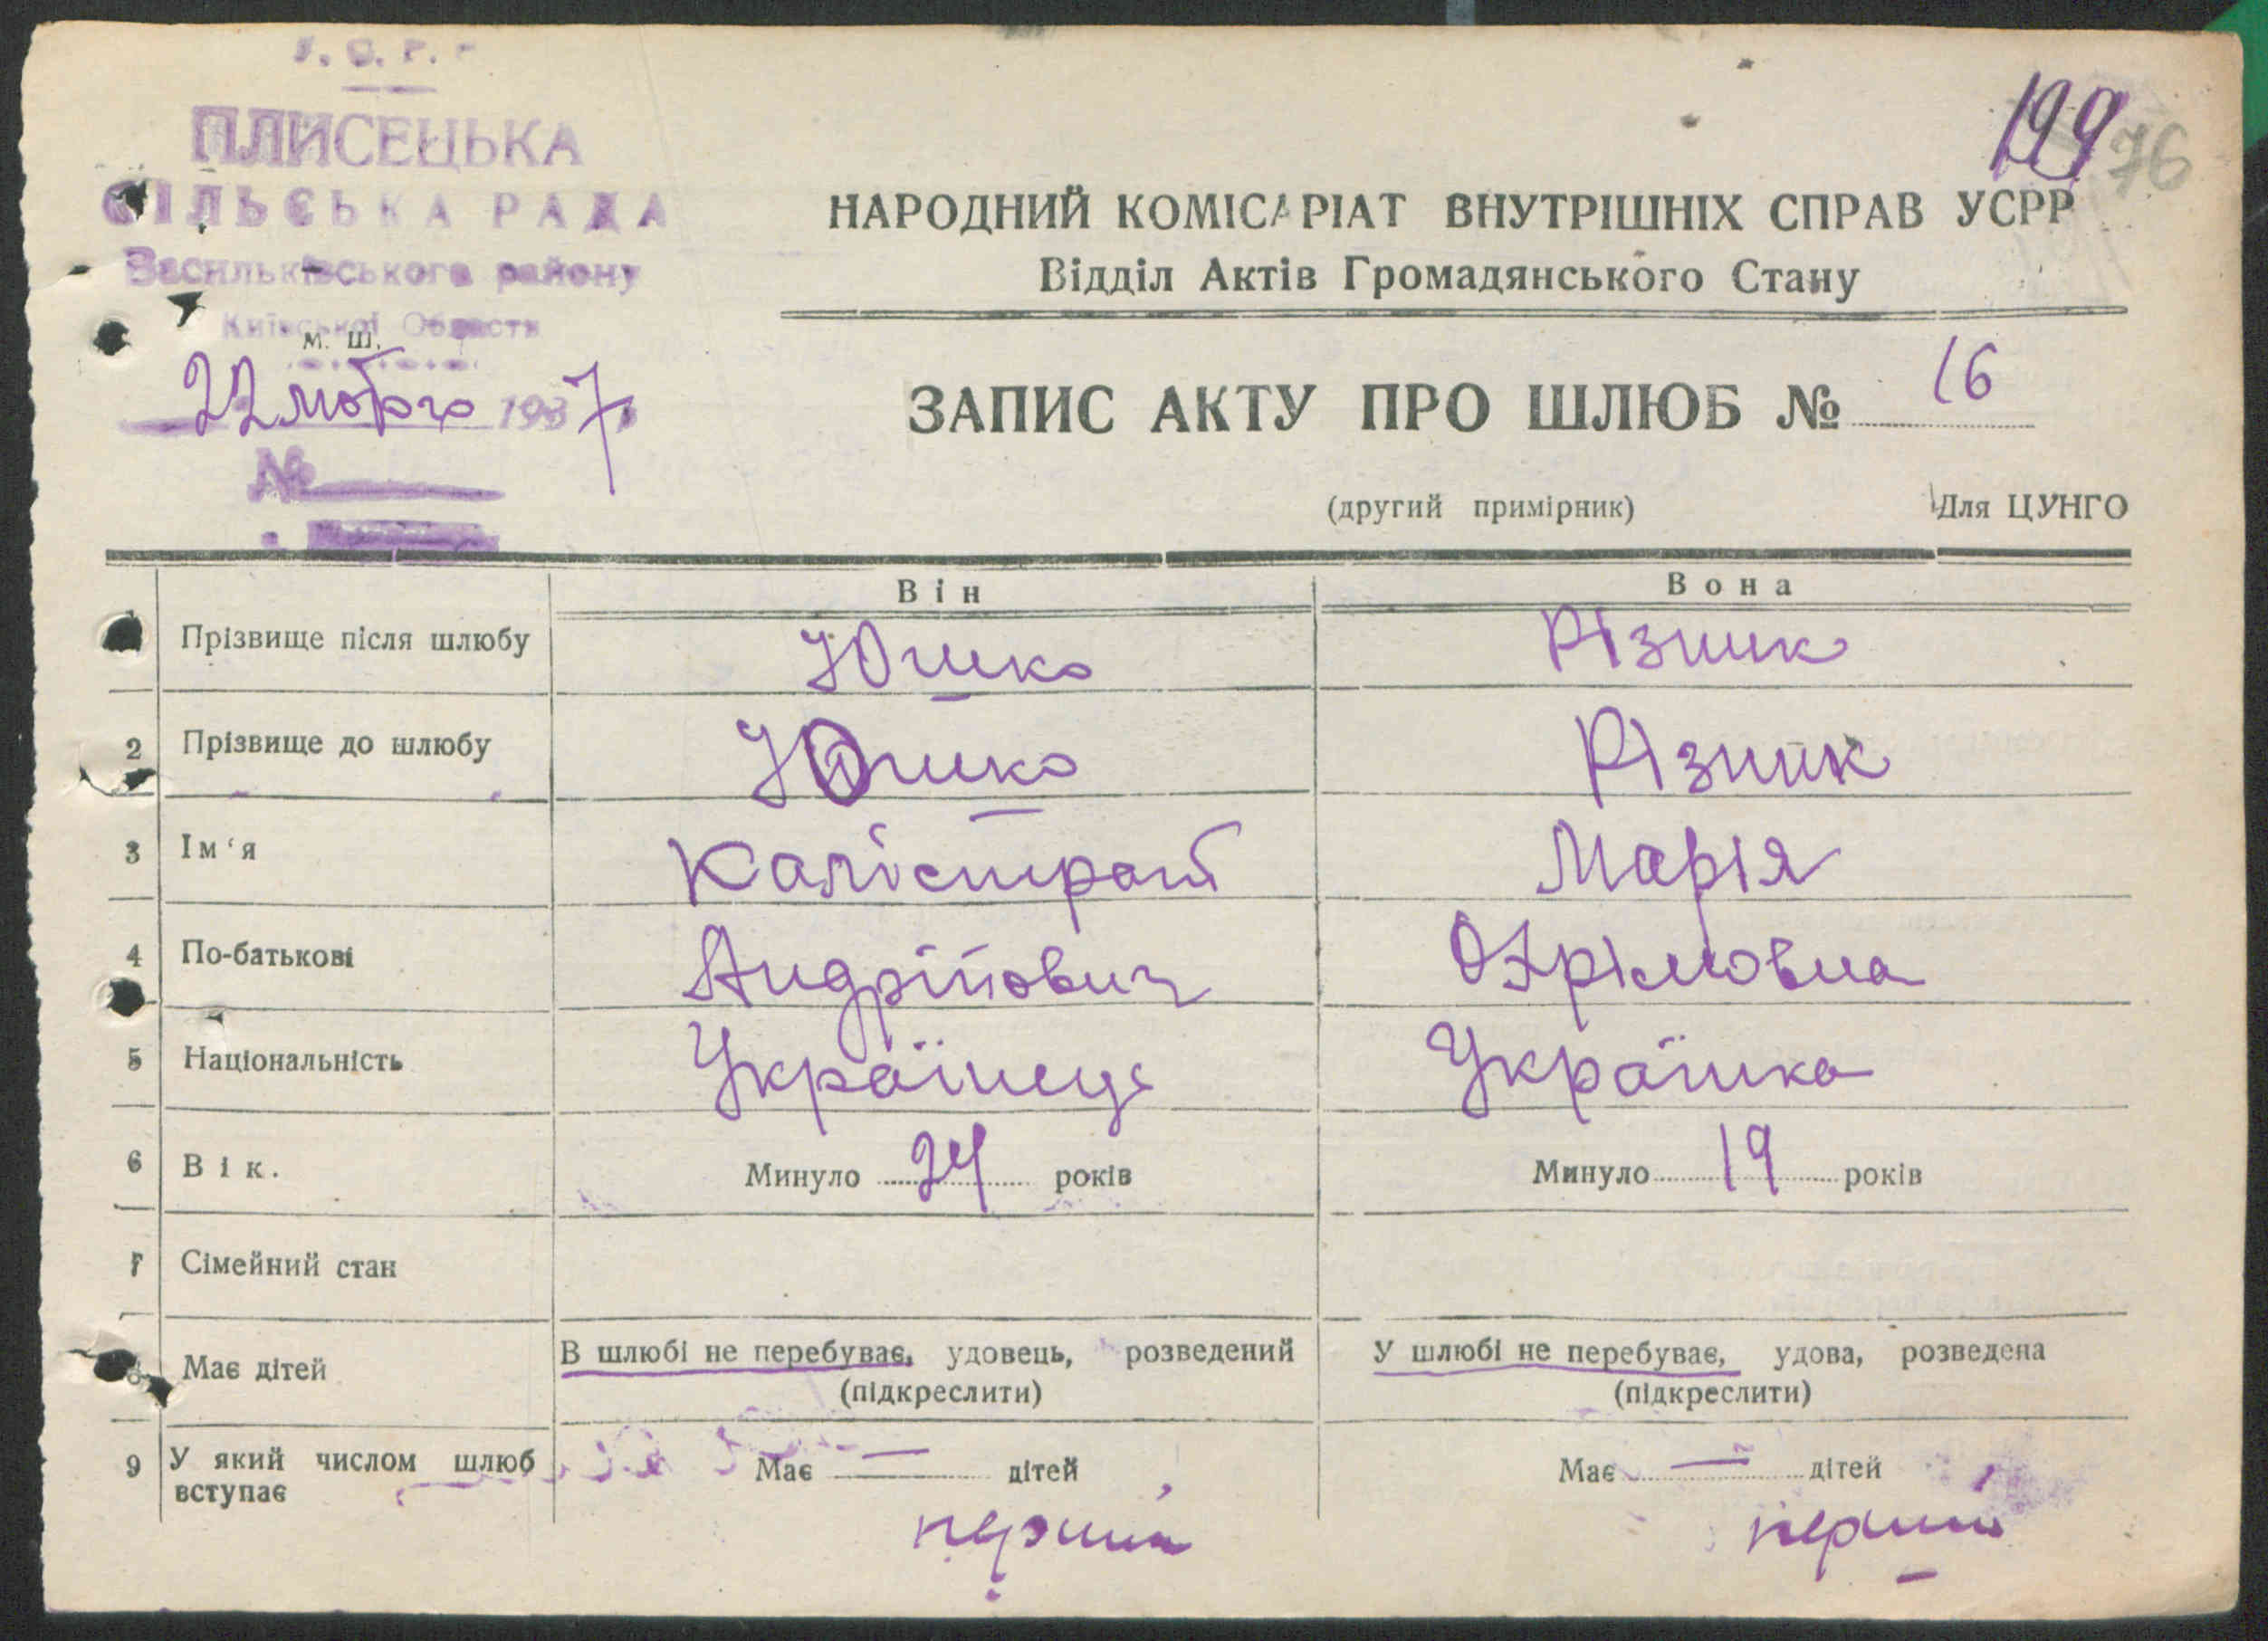 У. С. Р. Р
ПЛИСЕЦЬКА
СІЛЬСЬКА РАДА
Васильківського району
Київської Области
М. Ш.
22 лютого 1937
№
199
76
НАРОДНИЙ КОМІСАРІАТ ВНУТРІШНІХ СПРАВ УСРР
Відділ Актів Громадянського Стану
ЗАПИС АКТУ ПРО ШЛЮБ № 16
(другий примірник) Для ЦУНГО
Він Вона
Прізвище після шлюбу Юшко Різник
2 Прізвище до шлюбу Юшко Різник
3 Ім‘я Калістрат Марія
4 По-батькові Андрійович Охрімовна
5 Національність Українець Українка
6 Вік. Минуло 24 років Минуло 19 років
7 Сімейний стан
8 Має дітей В шлюбі не перебуває, удовець, розведений У шлюбі не перебуває, удова, розведена
(підкреслити) (підкреслити)
9 У який числом шлюб Має — дітей Має — дітей
вступає
перший перший